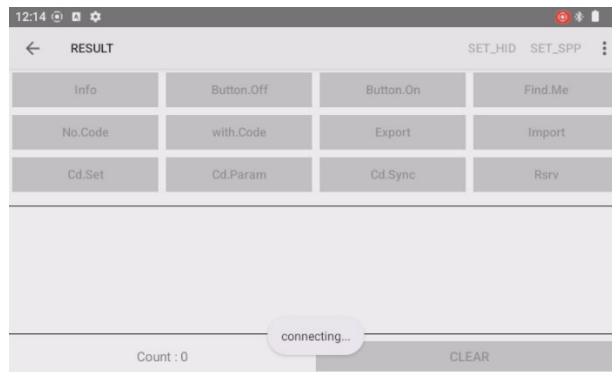 12:14
RESULT SET_HID SET_SPP
Info Button.Off Button.On Find.Me
No.Code with.Code Export Import
Cd.Set Cd.Param Cd.Sync Rsrv
connecting...
Count : 0 CLEAR